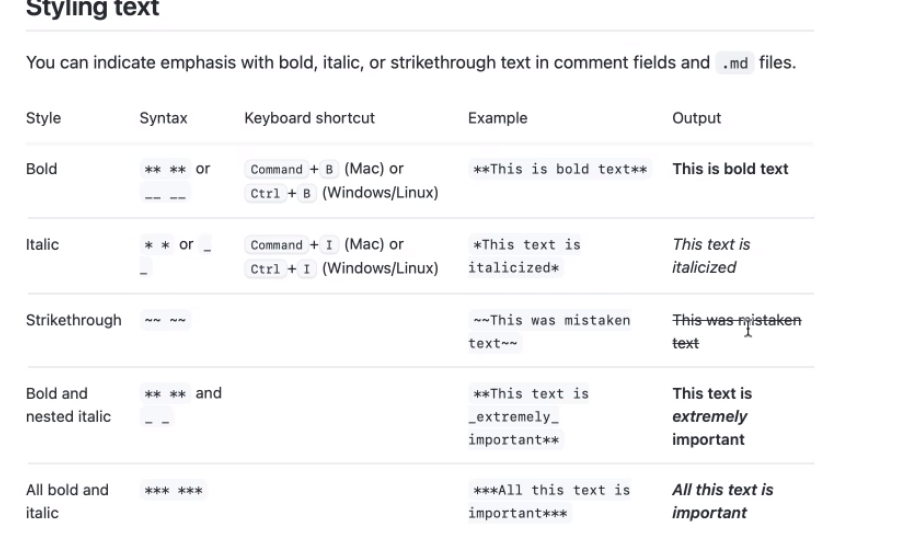 Styling text
You can indicate emphasis with bold, italic, or strikethrough text in comment fields and .md files.
Style Syntax Keyboard shortcut Example Output
Bold ** ** or Command + B (Mac) or **This is bold text** This is bold text
__ __ Ctrl + B (Windows/Linux)
Italic * * or _ Command + I (Mac) or *This text is This text is
_ Ctrl + I (Windows/Linux) italicized* italicized
Strikethrough ~~ ~~ ~~This was mistaken This was mistaken
text~~ text
Bold and ** ** and **This text is This text is
nested italic _ _ _extremely_ extremely
important** important
All bold and *** *** ***All this text is All this text is
italic important*** important